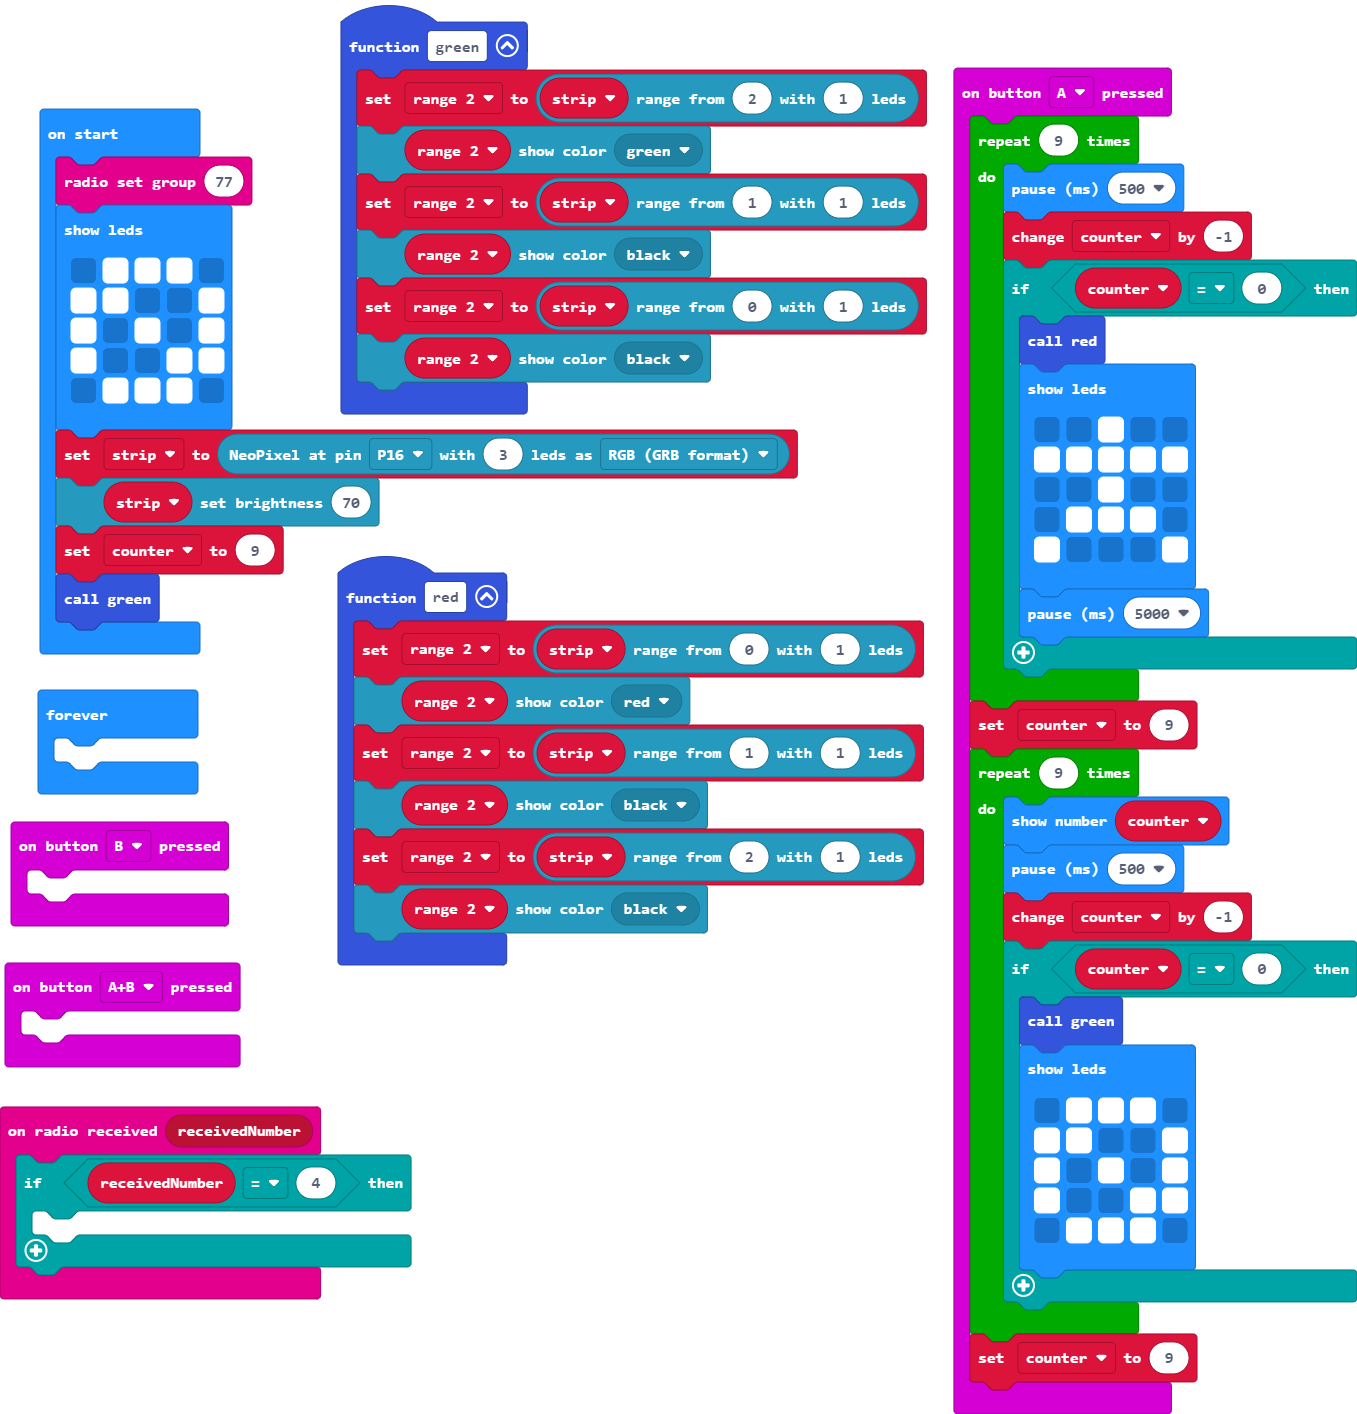 on start
radio set group 77
show leds
set strip to NeoPixel at pin P16 with 3 leds as RGB (GRB format)
strip set brightness 70
set counter to 9
call green
forever
on button B pressed
on button A+B pressed
on radio received receivedNumber
if receivedNumber = 4 then
function green
set range 2 to strip range from 2 with 1 leds
range 2 show color green
set range 2 to strip range from 1 with 1 leds
range 2 show color black
set range 2 to strip range from 0 with 1 leds
range 2 show color black
function red
set range 2 to strip range from 0 with 1 leds
range 2 show color red
set range 2 to strip range from 1 with 1 leds
range 2 show color black
set range 2 to strip range from 2 with 1 leds
range 2 show color black
on button A pressed
repeat 9 times
do pause (ms) 500
change counter by -1
if counter = 0 then
call red
show leds
pause (ms) 5000
set counter to 9
repeat 9 times
do show number counter
pause (ms) 500
change counter by -1
if counter = 0 then
call green
show leds
set counter to 9